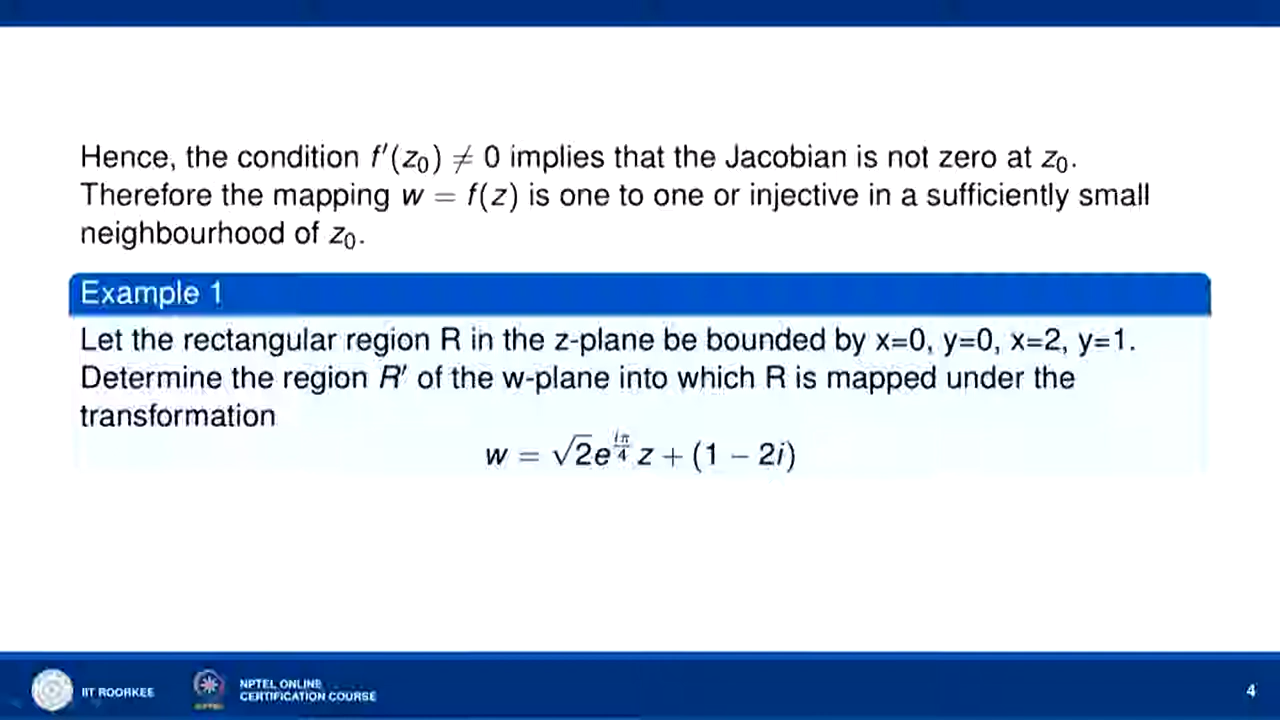 Hence, the condition f′(z₀) ≠ 0 implies that the Jacobian is not zero at z₀.
Therefore the mapping w = f(z) is one to one or injective in a sufficiently small
neighbourhood of z₀.
Example 1
Let the rectangular region R in the z-plane be bounded by x=0, y=0, x=2, y=1.
Determine the region R′ of the w-plane into which R is mapped under the
transformation
w = √2e^{iπ/4} z + (1 − 2i)
IIT ROORKEE
NPTEL ONLINE
CERTIFICATION COURSE
4